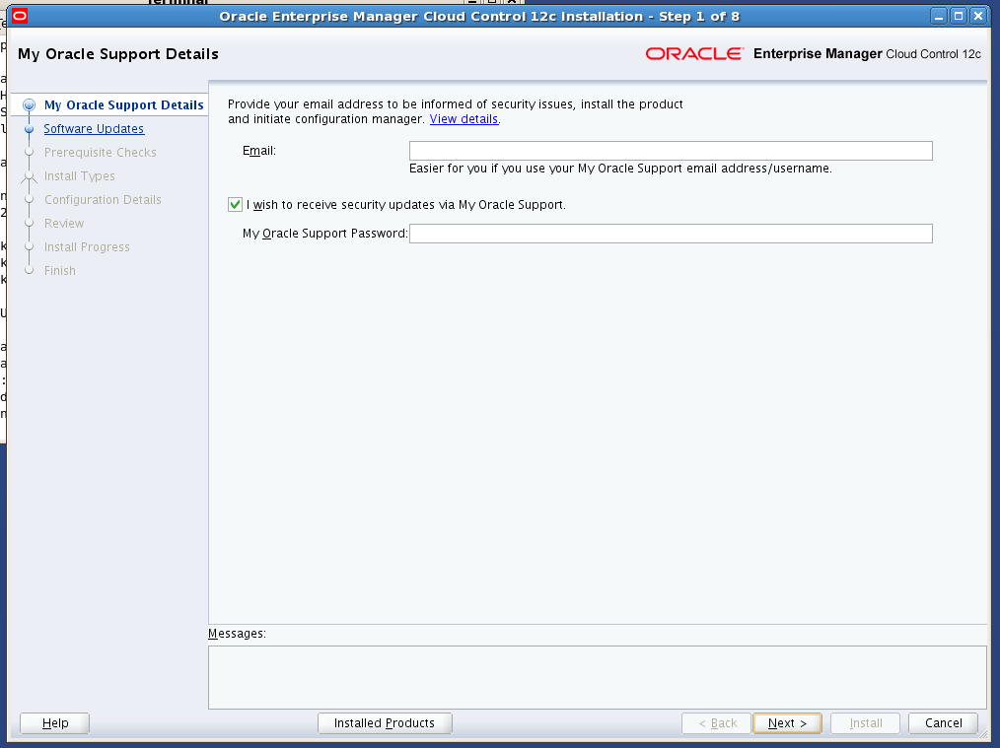 Terminal
Oracle Enterprise Manager Cloud Control 12c Installation - Step 1 of 8
My Oracle Support Details
ORACLE Enterprise Manager Cloud Control 12c
My Oracle Support Details
Software Updates
Prerequisite Checks
Install Types
Configuration Details
Review
Install Progress
Finish
Provide your email address to be informed of security issues, install the product
and initiate configuration manager. View details.
Email:
Easier for you if you use your My Oracle Support email address/username.
I wish to receive security updates via My Oracle Support.
My Oracle Support Password:
Messages:
Help
Installed Products
< Back
Next >
Install
Cancel